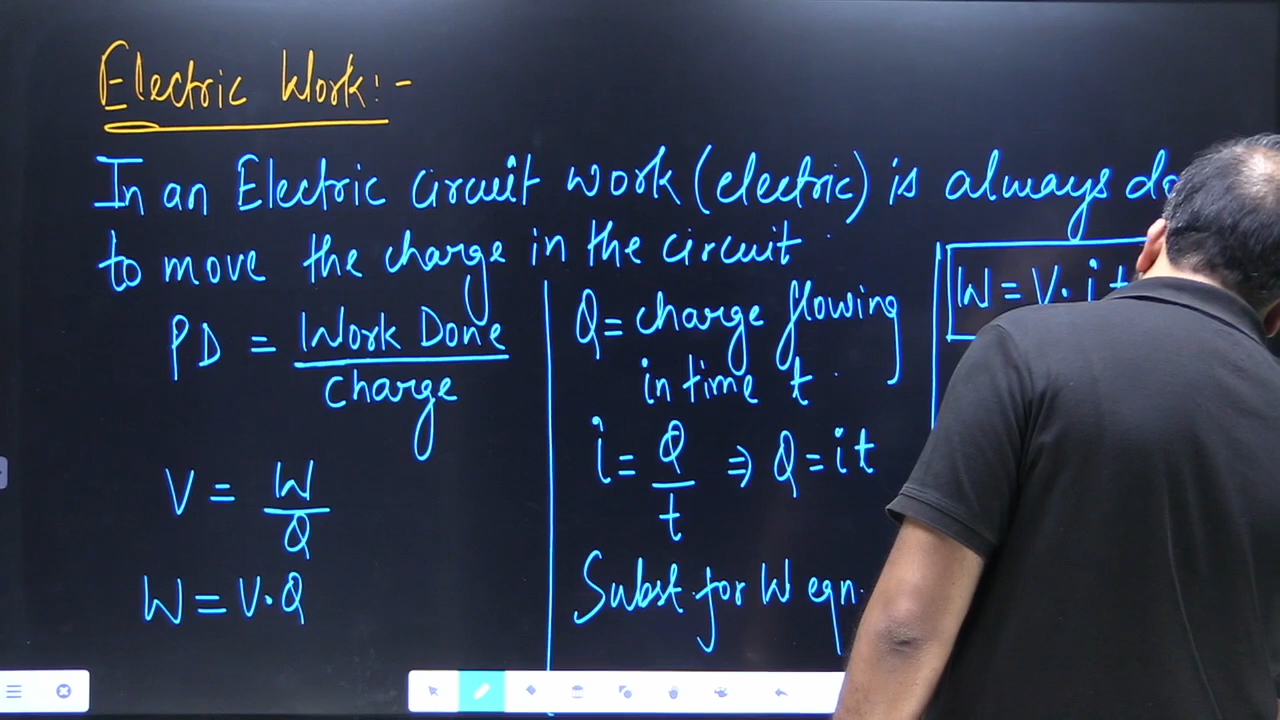 Electric Work:-
In an Electric circuit work (electric) is always
to move the charge in the circuit
PD = Work Done / charge
V = W / Q
W = V.Q
Q = charge flowing
in time t.
i = Q / t ⇒ Q = it
Subst. for W eqn.
W = V. it